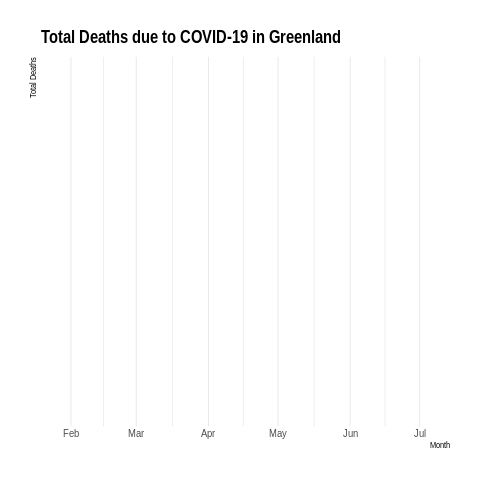 Total Deaths due to COVID-19 in Greenland
Total Deaths
Feb Mar Apr May Jun Jul
Month